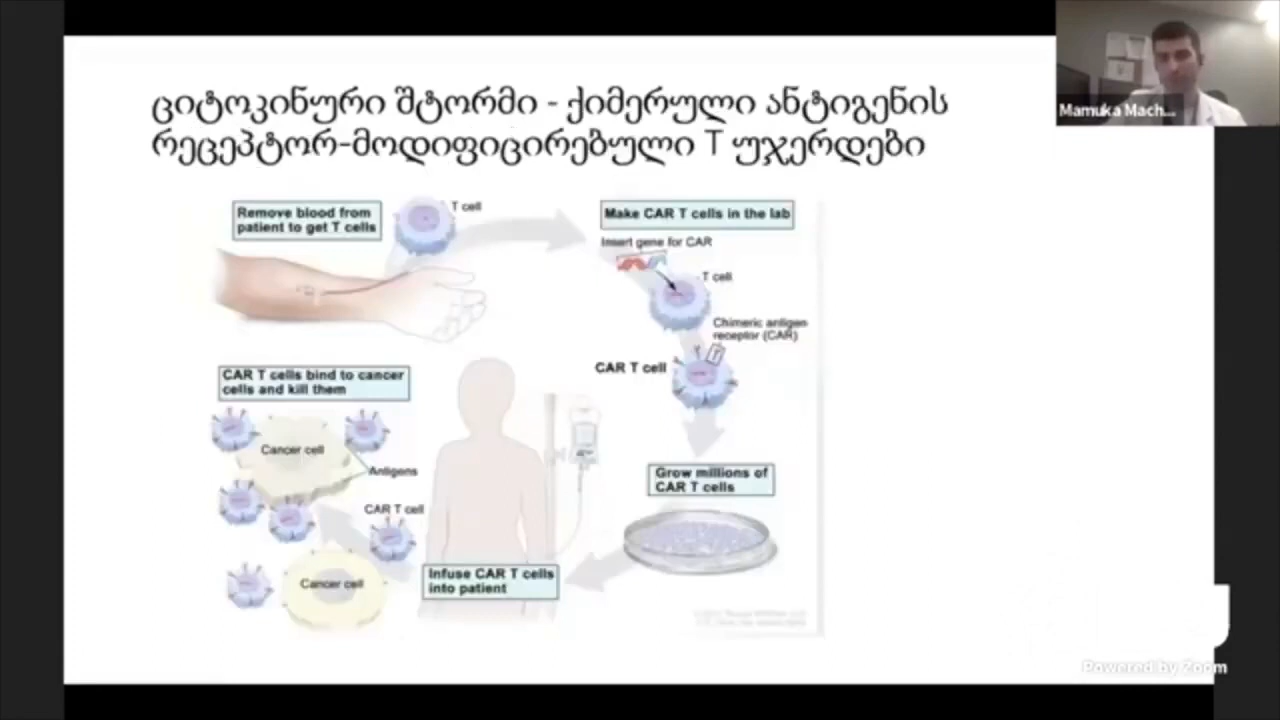 ციტოკინური შტორმი - ქიმერული ანტიგენის
რეცეპტორ-მოდიფიცირებული T უჯერდები
Mamuka Mach...
Remove blood from
patient to get T cells
T cell
Make CAR T cells in the lab
Insert gene for CAR
T cell
Chimeric antigen
receptor (CAR)
CAR T cell
Grow millions of
CAR T cells
Infuse CAR T cells
into patient
CAR T cells bind to cancer
cells and kill them
Cancer cell
Antigens
CAR T cell
Cancer cell
Powered by Zoom